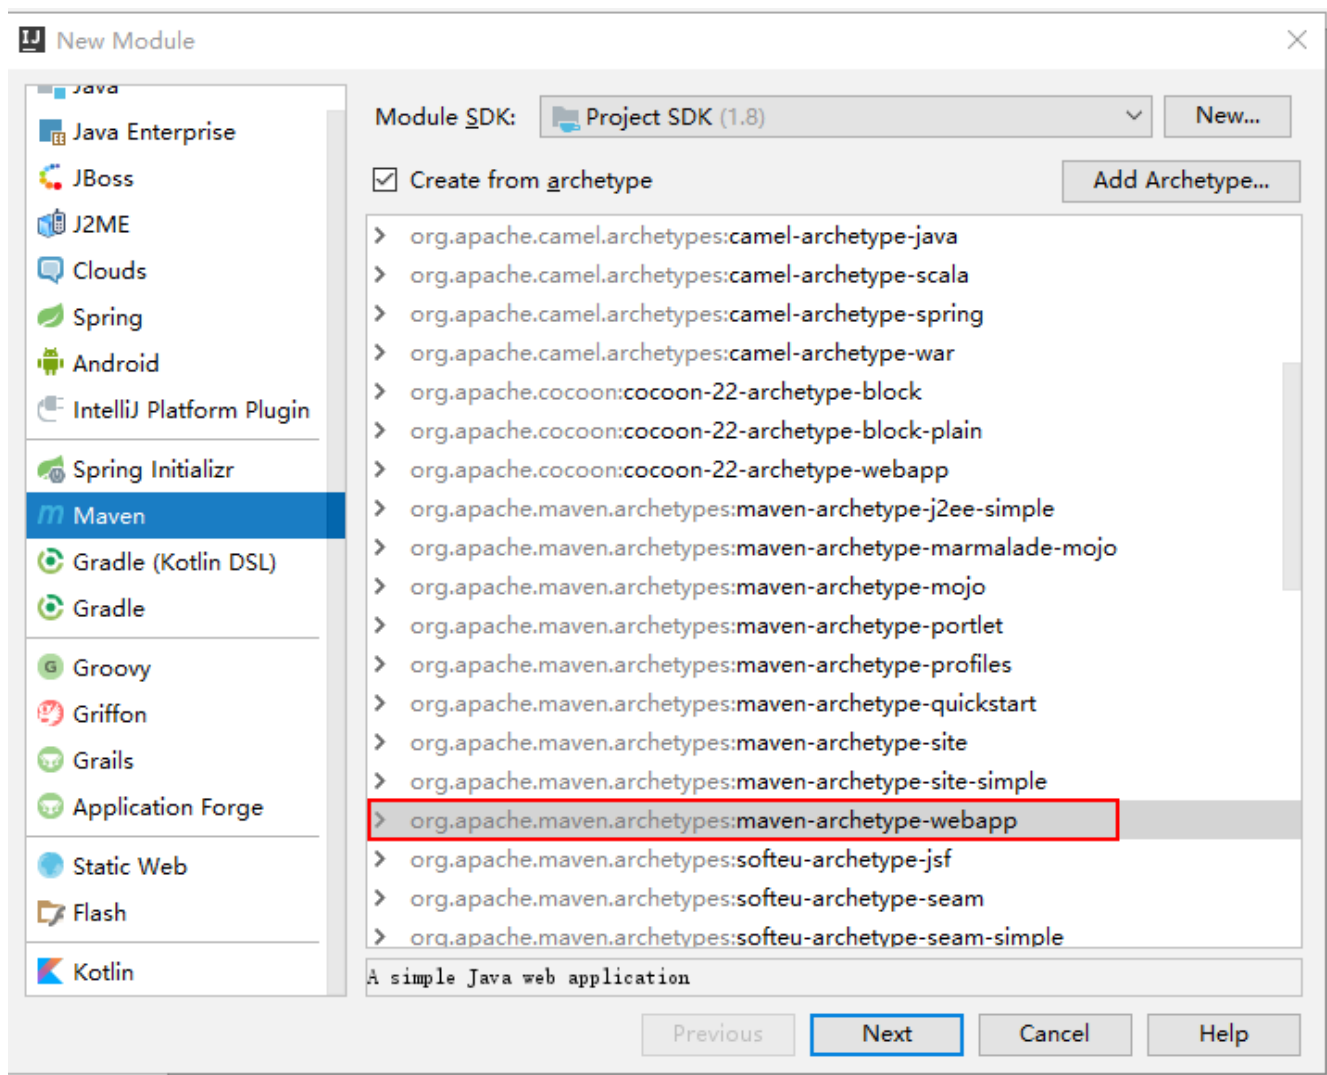 New Module
Java
Java Enterprise
JBoss
J2ME
Clouds
Spring
Android
IntelliJ Platform Plugin
Spring Initializr
Maven
Gradle (Kotlin DSL)
Gradle
Groovy
Griffon
Grails
Application Forge
Static Web
Flash
Kotlin
Module SDK: Project SDK (1.8) New...
Create from archetype Add Archetype...
org.apache.camel.archetypes:camel-archetype-java
org.apache.camel.archetypes:camel-archetype-scala
org.apache.camel.archetypes:camel-archetype-spring
org.apache.camel.archetypes:camel-archetype-war
org.apache.cocoon:cocoon-22-archetype-block
org.apache.cocoon:cocoon-22-archetype-block-plain
org.apache.cocoon:cocoon-22-archetype-webapp
org.apache.maven.archetypes:maven-archetype-j2ee-simple
org.apache.maven.archetypes:maven-archetype-marmalade-mojo
org.apache.maven.archetypes:maven-archetype-mojo
org.apache.maven.archetypes:maven-archetype-portlet
org.apache.maven.archetypes:maven-archetype-profiles
org.apache.maven.archetypes:maven-archetype-quickstart
org.apache.maven.archetypes:maven-archetype-site
org.apache.maven.archetypes:maven-archetype-site-simple
org.apache.maven.archetypes:maven-archetype-webapp
org.apache.maven.archetypes:softeu-archetype-jsf
org.apache.maven.archetypes:softeu-archetype-seam
org.apache.maven.archetypes:softeu-archetype-seam-simple
A simple Java web application
Previous Next Cancel Help